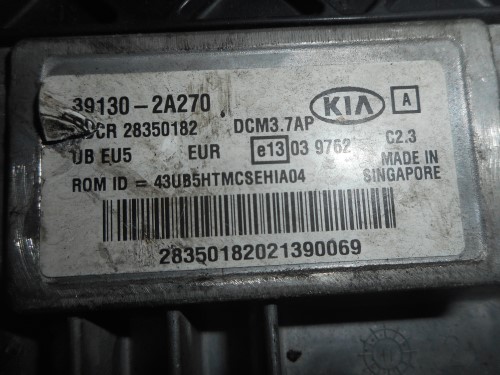 39130-2A270 KIA A
CR 28350182 DCM3.7AP
UB EU5 EUR e13 03 9762 C2.3
ROM ID = 43UB5HTMCSEHIA04 MADE IN
SINGAPORE
28350182021390069